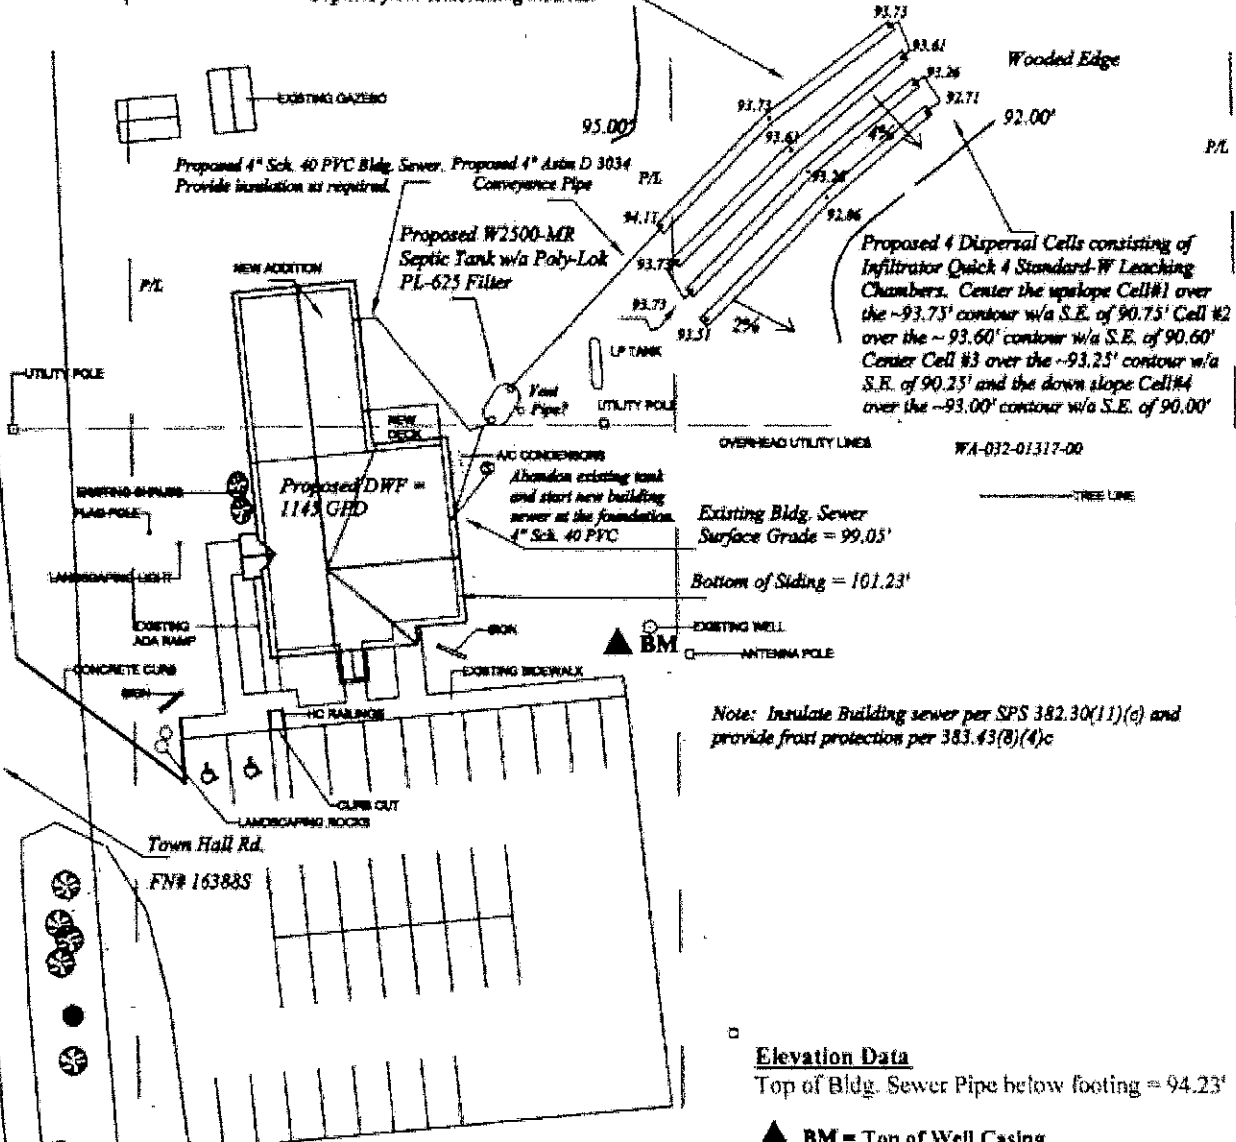 93.73
93.61
Wooded Edge
93.26
EXISTING GAZEBO
92.71
93.73
95.00'
92.00'
93.61
4%
P/L
Proposed 4" Sch. 40 PVC Bldg. Sewer.
Provide insulation as required.
Proposed 4" Astm D 3034
Conveyance Pipe
P/L
93.26
92.86
94.11
Proposed W2500-MR
Septic Tank w/a Poly-Lok
PL-625 Filter
Proposed 4 Dispersal Cells consisting of
Infiltrator Quick 4 Standard-W Leaching
Chambers. Center the upslope Cell#1 over
the ~93.75' contour w/a S.E. of 90.75' Cell #2
over the ~93.60' contour w/a S.E. of 90.60'
Center Cell #3 over the ~93.25' contour w/a
S.E. of 90.25' and the down slope Cell#4
over the ~93.00' contour w/a S.E. of 90.00'
NEW ADDITION
93.73
P/L
93.73
93.51
2%
LP TANK
UTILITY POLE
Vent
Pipe?
UTILITY POLE
NEW
DECK
OVERHEAD UTILITY LINES
WA-032-01317-00
A/C CONDENSORS
Abandon existing tank
and start new building
sewer at the foundation.
4" Sch. 40 PVC
EXISTING SHRUBS
Proposed DWF =
1145 GPD
TREE LINE
FLAG POLE
Existing Bldg. Sewer
Surface Grade = 99.05'
LANDSCAPING LIGHT
Bottom of Siding = 101.23'
EXISTING
ADA RAMP
SIGN
BM
EXISTING WELL
ANTENNA POLE
CONCRETE CURB
EXISTING SIDEWALK
SIGN
HC RAILINGS
Note: Insulate Building sewer per SPS 382.30(11)(c) and
provide frost protection per 383.43(8)(4)c
CURB CUT
LANDSCAPING ROCKS
Town Hall Rd.
FN# 16388S
Elevation Data
Top of Bldg. Sewer Pipe below footing = 94.23'
BM = Top of Well Casing